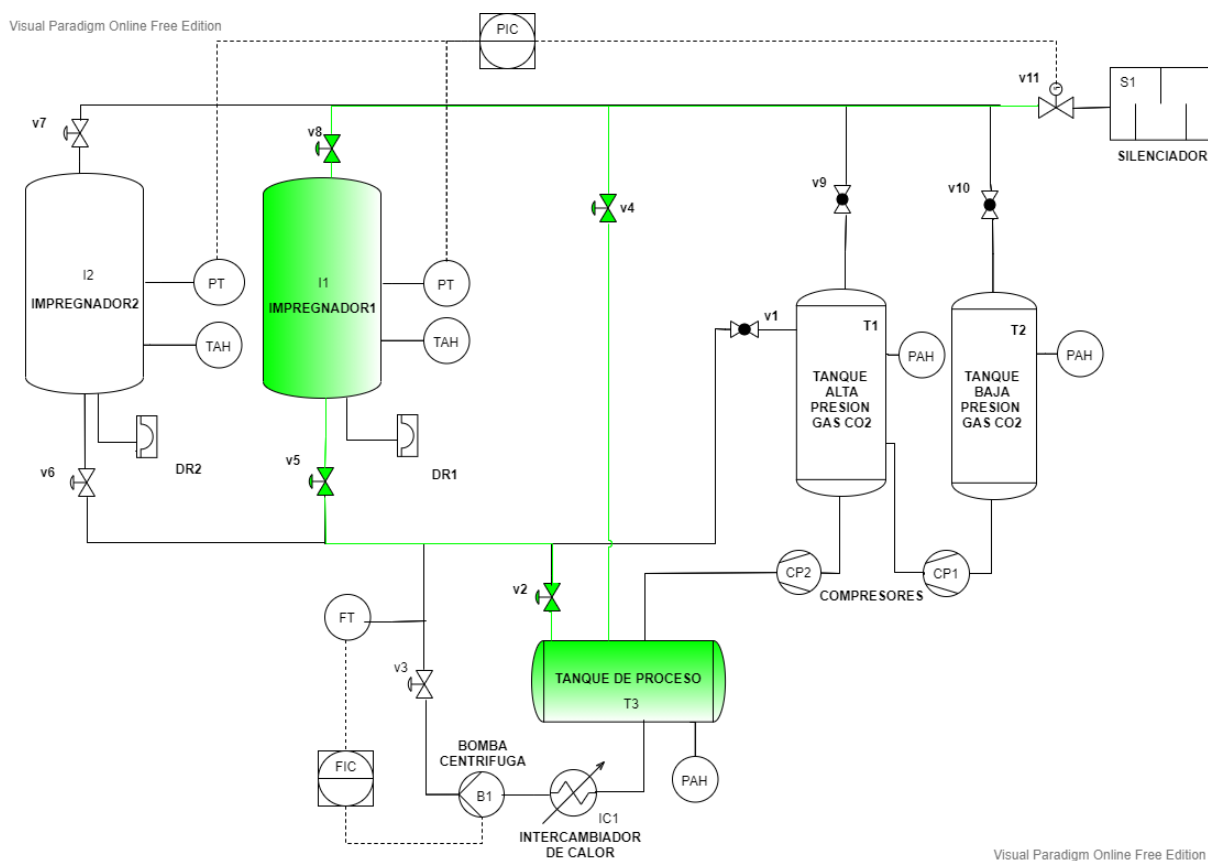 Visual Paradigm Online Free Edition
PIC
v11
S1
SILENCIADOR
v7
v8
v9
v10
v4
I2
IMPREGNADOR2
PT
I1
IMPREGNADOR1
PT
TAH
TAH
v1
T1
TANQUE
ALTA
PRESION
GAS CO2
PAH
T2
TANQUE
BAJA
PRESION
GAS CO2
PAH
DR2
DR1
v6
v5
v2
CP2
CP1
COMPRESORES
FT
v3
TANQUE DE PROCESO
T3
FIC
BOMBA
CENTRIFUGA
B1
IC1
INTERCAMBIADOR
DE CALOR
PAH
Visual Paradigm Online Free Edition